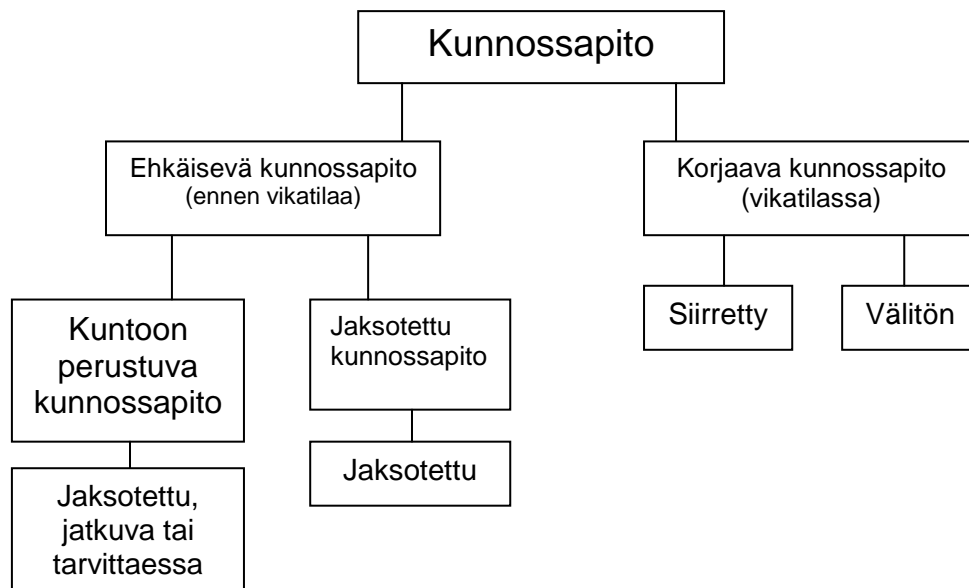 Kunnossapito
Ehkäisevä kunnossapito
(ennen vikatilaa)
Korjaava kunnossapito
(vikatilassa)
Kuntoon
perustuva
kunnossapito
Jaksotettu
kunnossapito
Siirretty
Välitön
Jaksotettu,
jatkuva tai
tarvittaessa
Jaksotettu